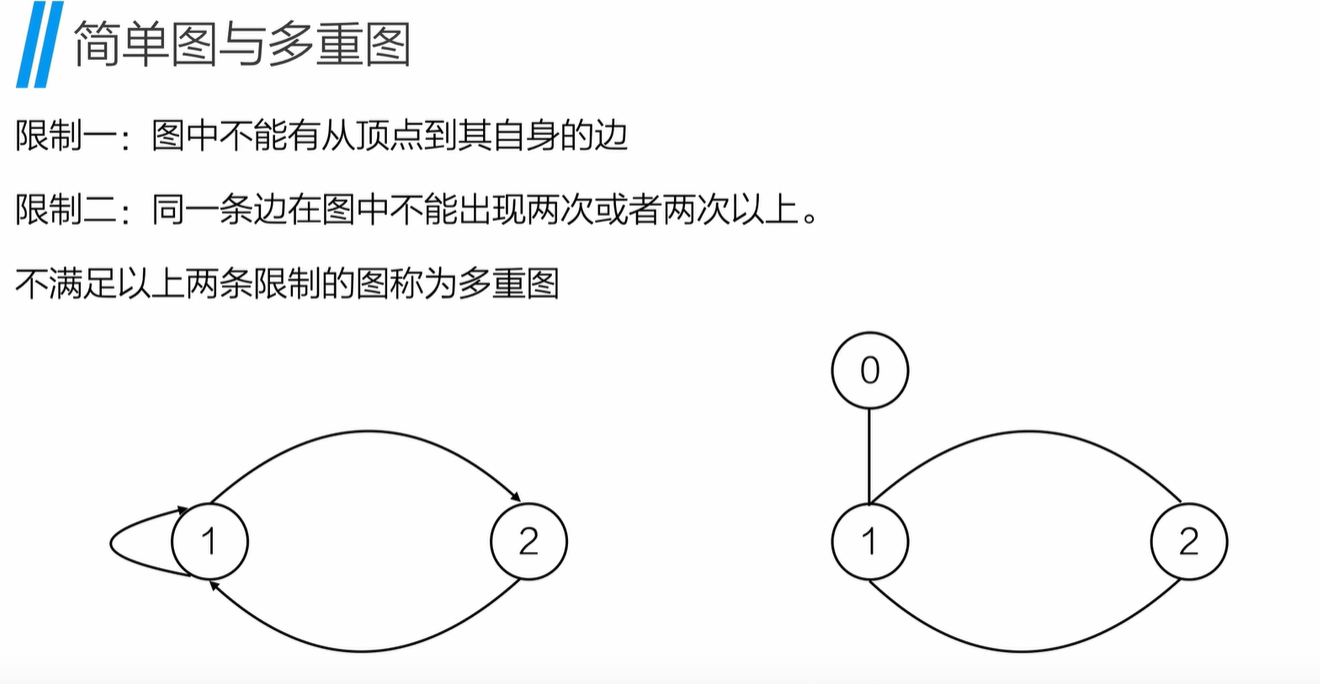 简单图与多重图
限制一：图中不能有从顶点到其自身的边
限制二：同一条边在图中不能出现两次或者两次以上。
不满足以上两条限制的图称为多重图
0
1
2
1
2